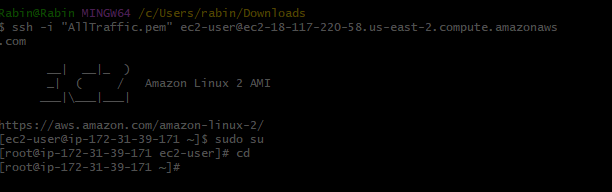 Rabin@Rabin MINGW64 /c/Users/rabin/Downloads
$ ssh -i "AllTraffic.pem" ec2-user@ec2-18-117-220-58.us-east-2.compute.amazonaws
.com
__|  __|_  )
_|  (     /   Amazon Linux 2 AMI
___|\___|___|
https://aws.amazon.com/amazon-linux-2/
[ec2-user@ip-172-31-39-171 ~]$ sudo su
[root@ip-172-31-39-171 ec2-user]# cd
[root@ip-172-31-39-171 ~]#